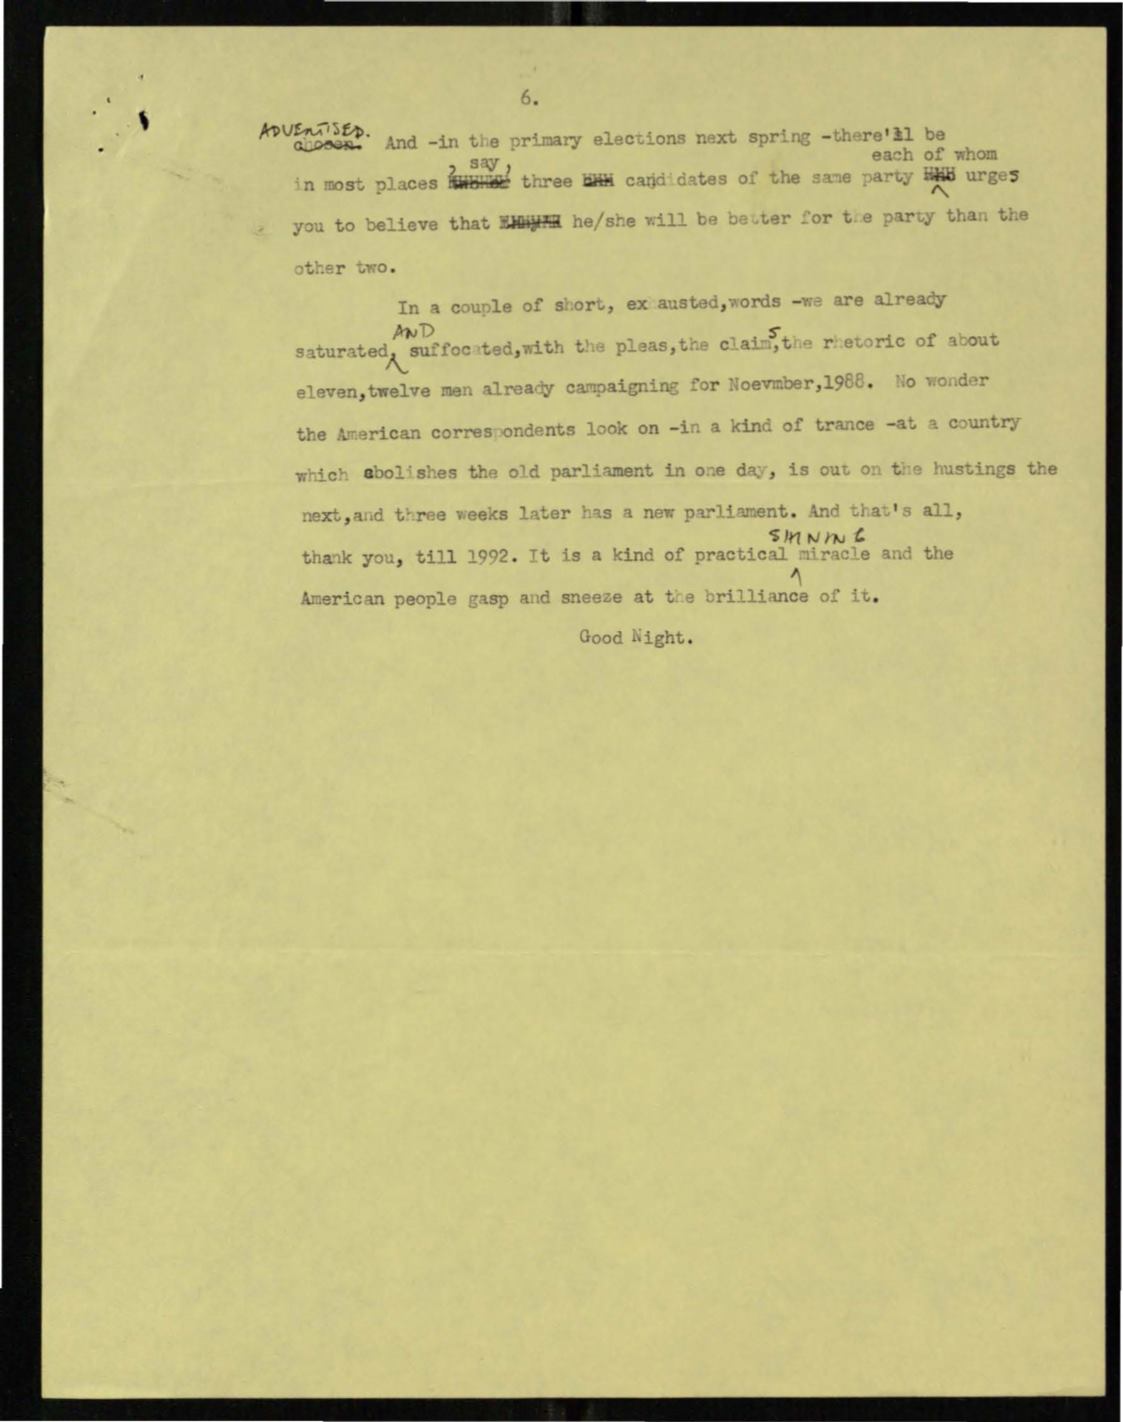 6.
ADVERTISED.
chosen. And -in the primary elections next spring -there'll be
, say, each of whom
in most places three candidates of the same party urges
you to believe that he/she will be better for the party than the
other two.
In a couple of short, exhausted,words -we are already
AND
saturated, suffocated,with the pleas,the claims,the rhetoric of about
eleven,twelve men already campaigning for Noevmber,1988. No wonder
the American correspondents look on -in a kind of trance -at a country
which abolishes the old parliament in one day, is out on the hustings the
next,and three weeks later has a new parliament. And that's all,
SHINING
thank you, till 1992. It is a kind of practical miracle and the
American people gasp and sneeze at the brilliance of it.
Good Night.